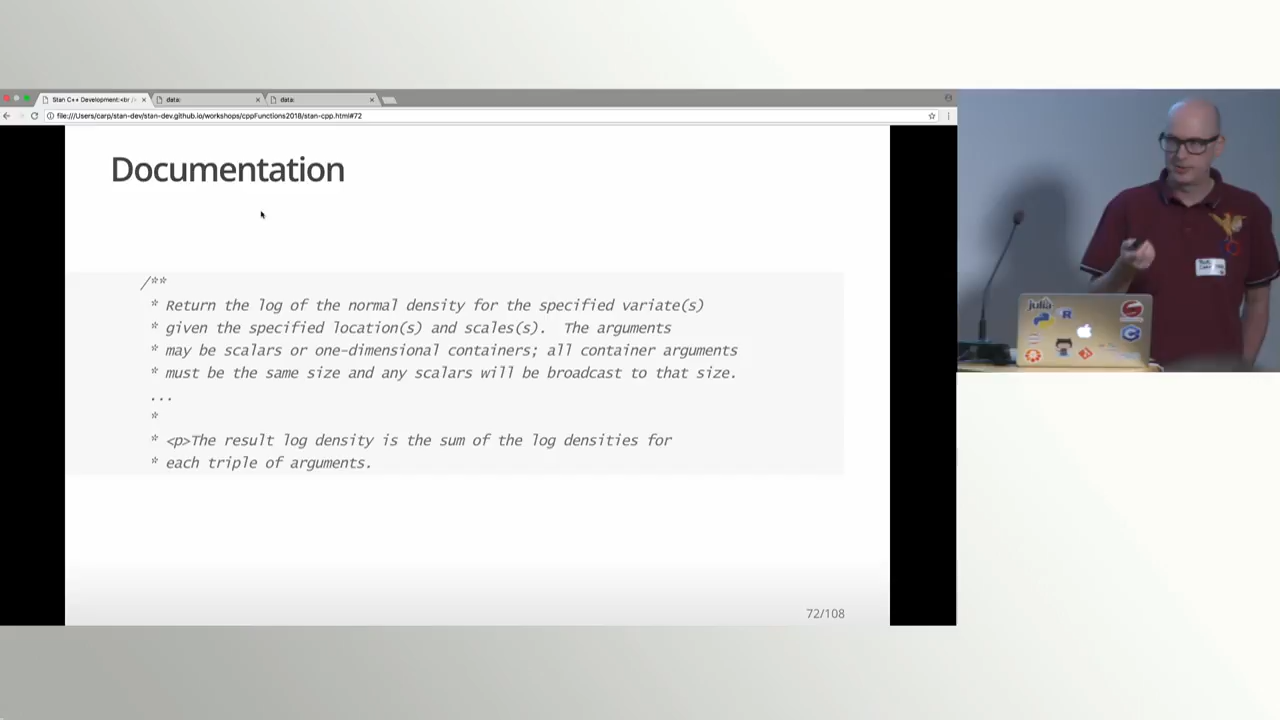 Stan C++ Development:<br /
data:
data:
file:///Users/carp/stan-dev/stan-dev.github.io/workshops/cppFunctions2018/stan-cpp.html#72
Documentation
/**
* Return the log of the normal density for the specified variate(s)
* given the specified location(s) and scales(s).  The arguments
* may be scalars or one-dimensional containers; all container arguments
* must be the same size and any scalars will be broadcast to that size.
...
*
* <p>The result log density is the sum of the log densities for
* each triple of arguments.
72/108
julia
R
C